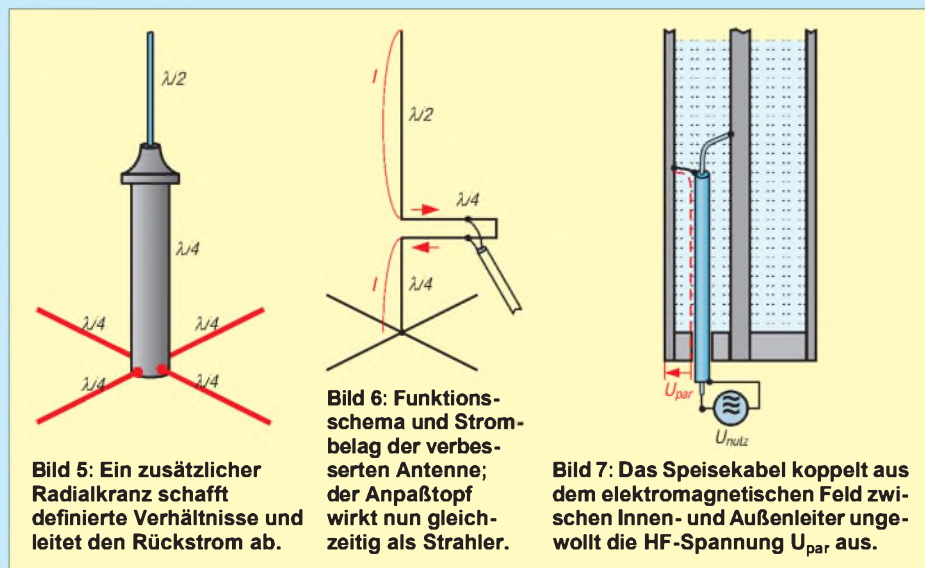 λ/2
λ/4
λ/4
λ/4
λ/4
λ/4
Bild 5: Ein zusätzlicher
Radialkranz schafft
definierte Verhältnisse und
leitet den Rückstrom ab.
I
λ/2
λ/4
I
λ/4
Bild 6: Funktions-
schema und Strom-
belag der verbes-
serten Antenne;
der Anpaßtopf
wirkt nun gleich-
zeitig als Strahler.
Upar
Unutz
Bild 7: Das Speisekabel koppelt aus
dem elektromagnetischen Feld zwi-
schen Innen- und Außenleiter unge-
wollt die HF-Spannung Upar aus.